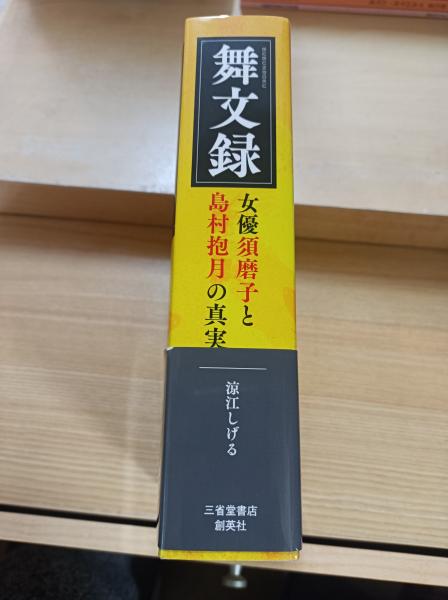 舞文録
女優須磨子と
島村抱月の真実
涼江しげる
三省堂書店
創英社